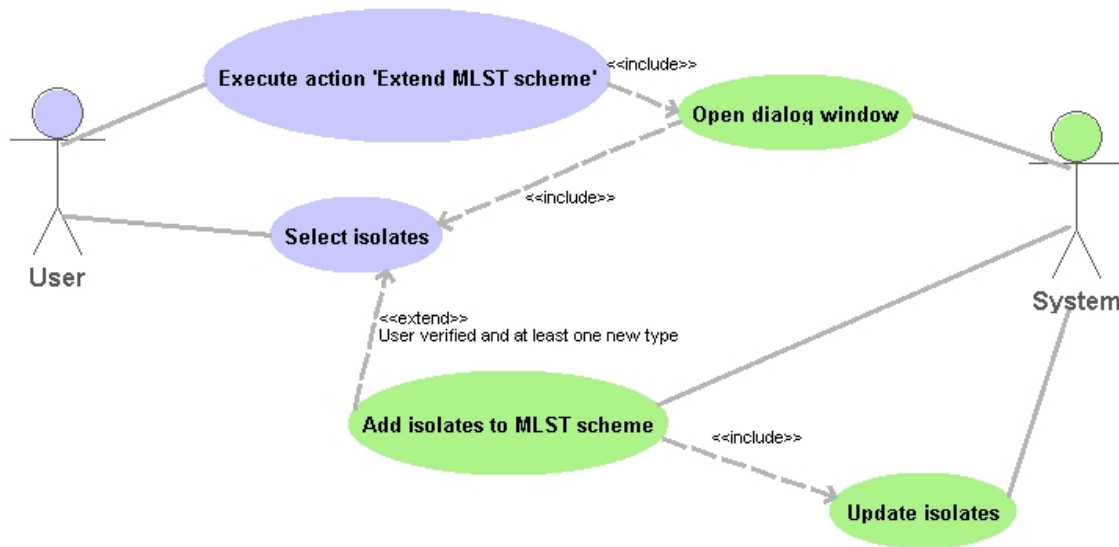 <<include>>
Execute action 'Extend MLST scheme'
Open dialog window
<<include>>
Select isolates
User
System
<<extend>>
User verified and at least one new type
Add isolates to MLST scheme
<<include>>
Update isolates